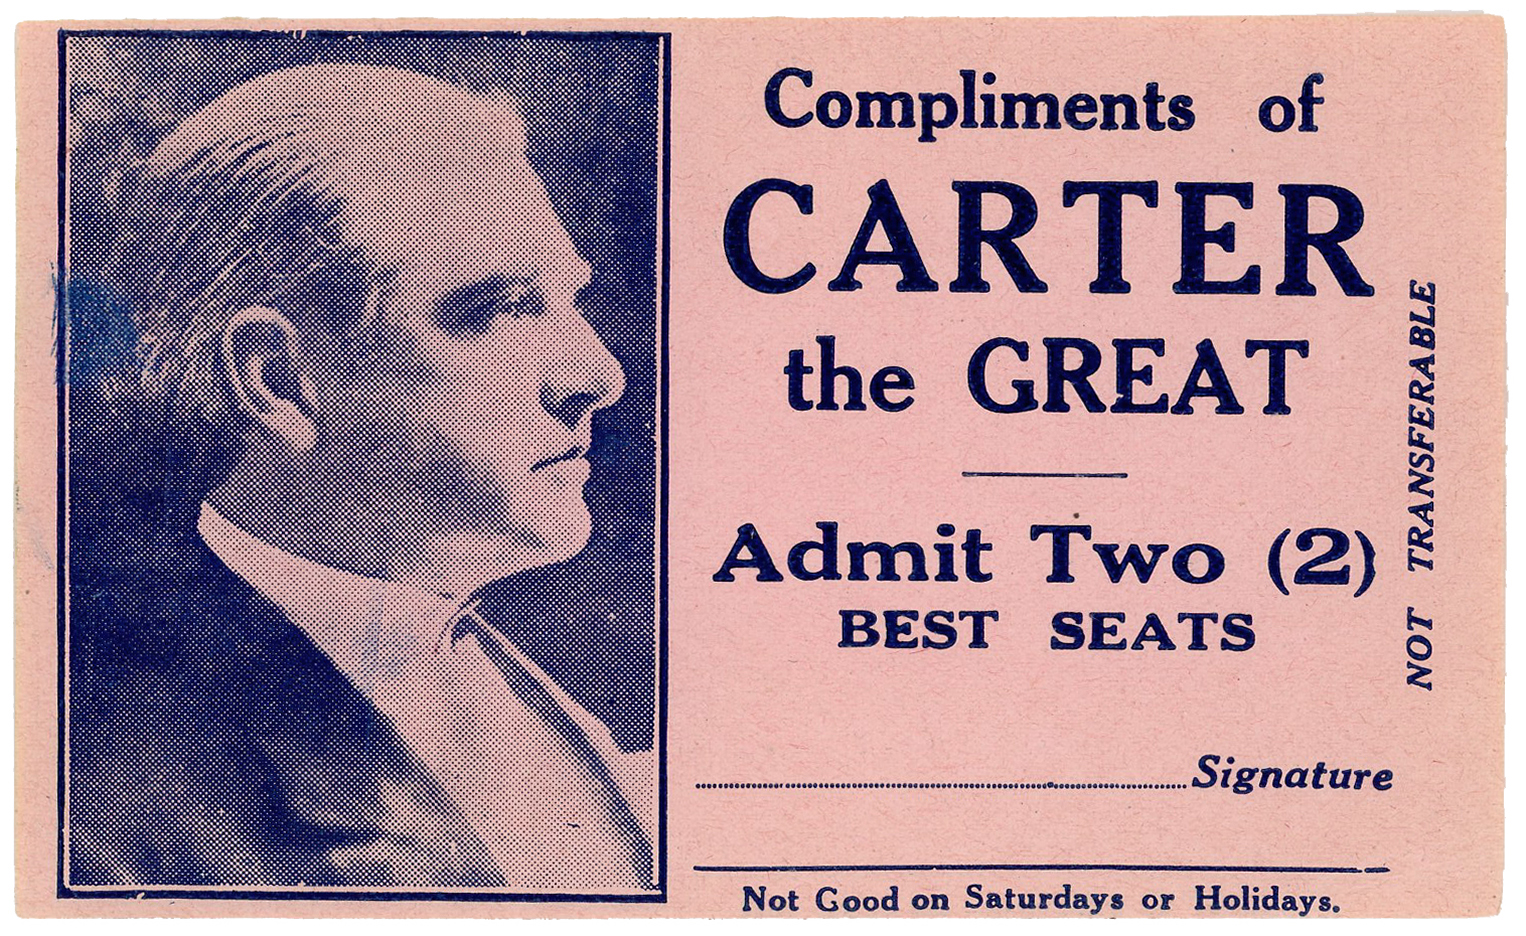 Compliments of
CARTER
the GREAT
Admit Two (2)
BEST SEATS
Signature
Not Good on Saturdays or Holidays.
NOT TRANSFERABLE